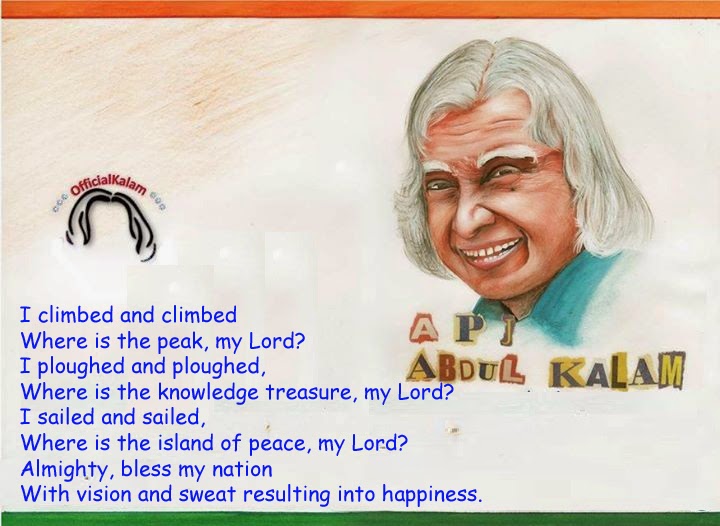 OfficialKalam
A P J
ABDUL KALAM
I climbed and climbed
Where is the peak, my Lord?
I ploughed and ploughed,
Where is the knowledge treasure, my Lord?
I sailed and sailed,
Where is the island of peace, my Lord?
Almighty, bless my nation
With vision and sweat resulting into happiness.